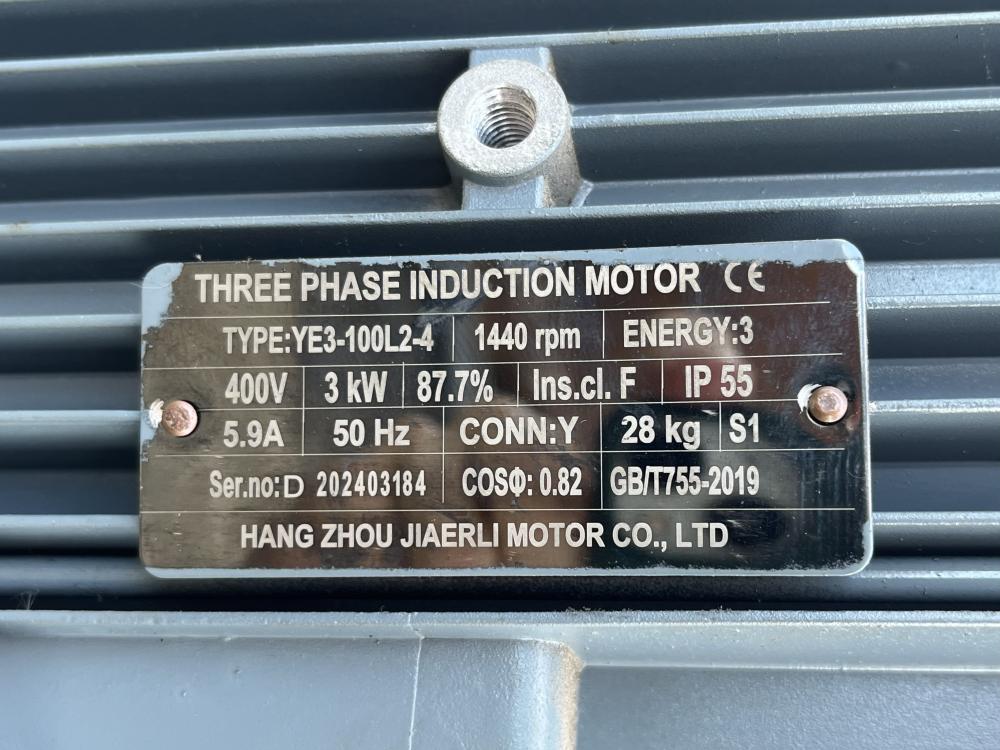 THREE PHASE INDUCTION MOTOR CE
TYPE:YE3-100L2-4 1440 rpm ENERGY:3
400V 3 kW 87.7% Ins.cl. F IP 55
5.9A 50 Hz CONN:Y 28 kg S1
Ser.no:D 202403184 COSΦ: 0.82 GB/T755-2019
HANG ZHOU JIAERLI MOTOR CO., LTD